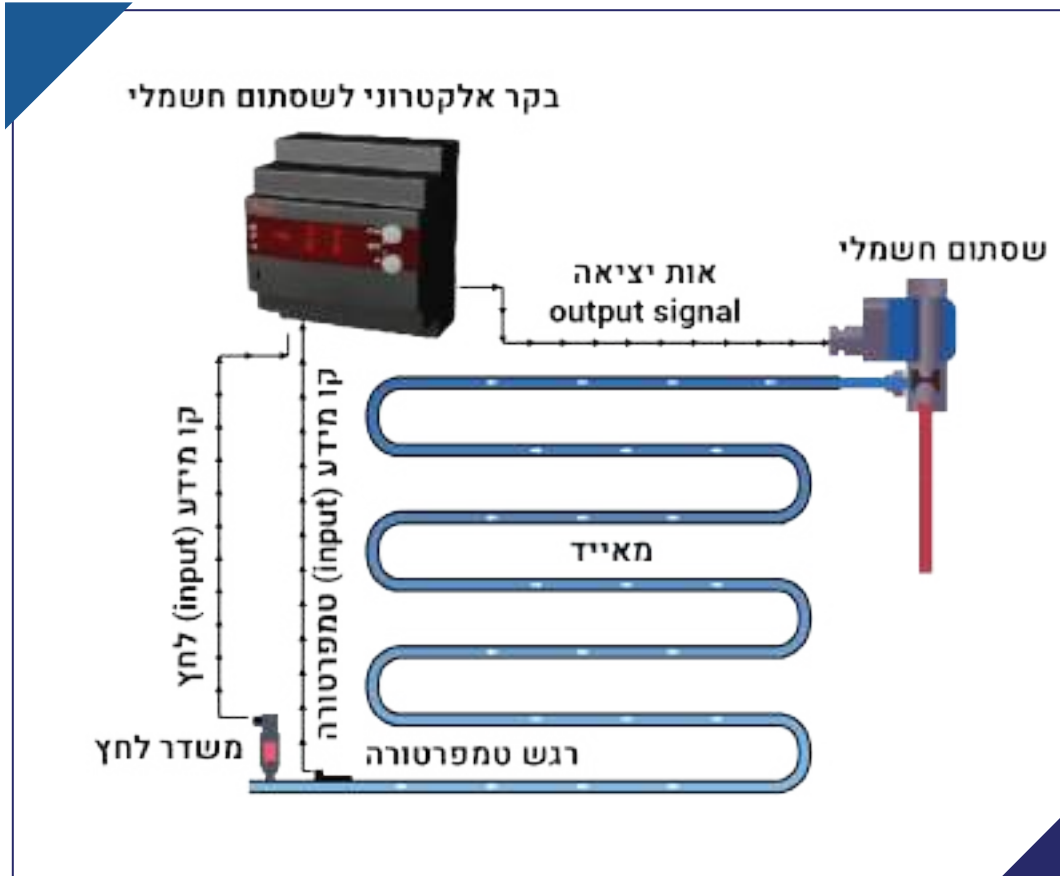 בקר אלקטרוני לשסתום חשמלי
שסתום חשמלי
אות יציאה
output signal
קו מידע (input) לחץ
קו מידע (input) טמפרטורה
מאייד
משדר לחץ
רגש טמפרטורה